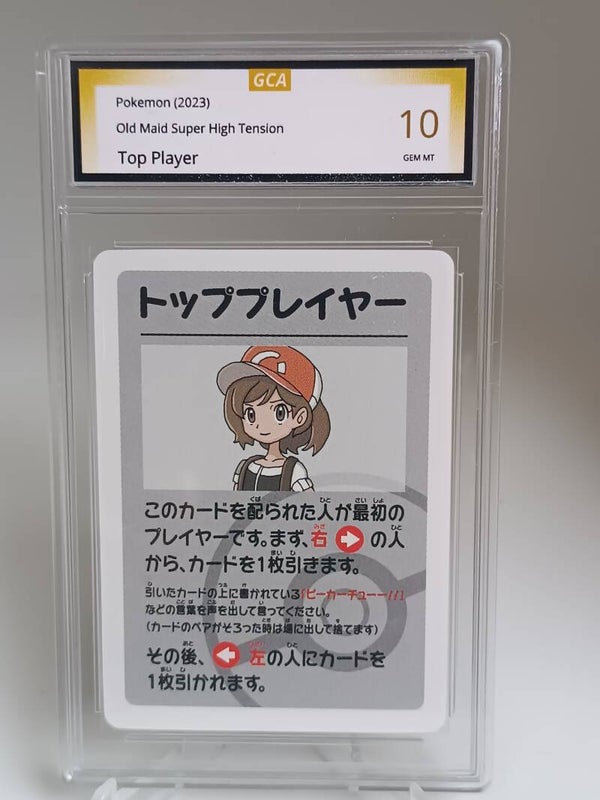 GCA
Pokemon (2023)
Old Maid Super High Tension
Top Player
10
GEM MT
トッププレイヤー
このカードを配られた人が最初の
プレイヤーです。まず、右➡の人
から、カードを1枚引きます。
引いたカードの上に書かれている「ピーカーチューー!!」
などの言葉を声を出して言ってください。
(カードのペアがそろった時は場に出して捨てます)
その後、⬅左の人にカードを
1枚引かれます。